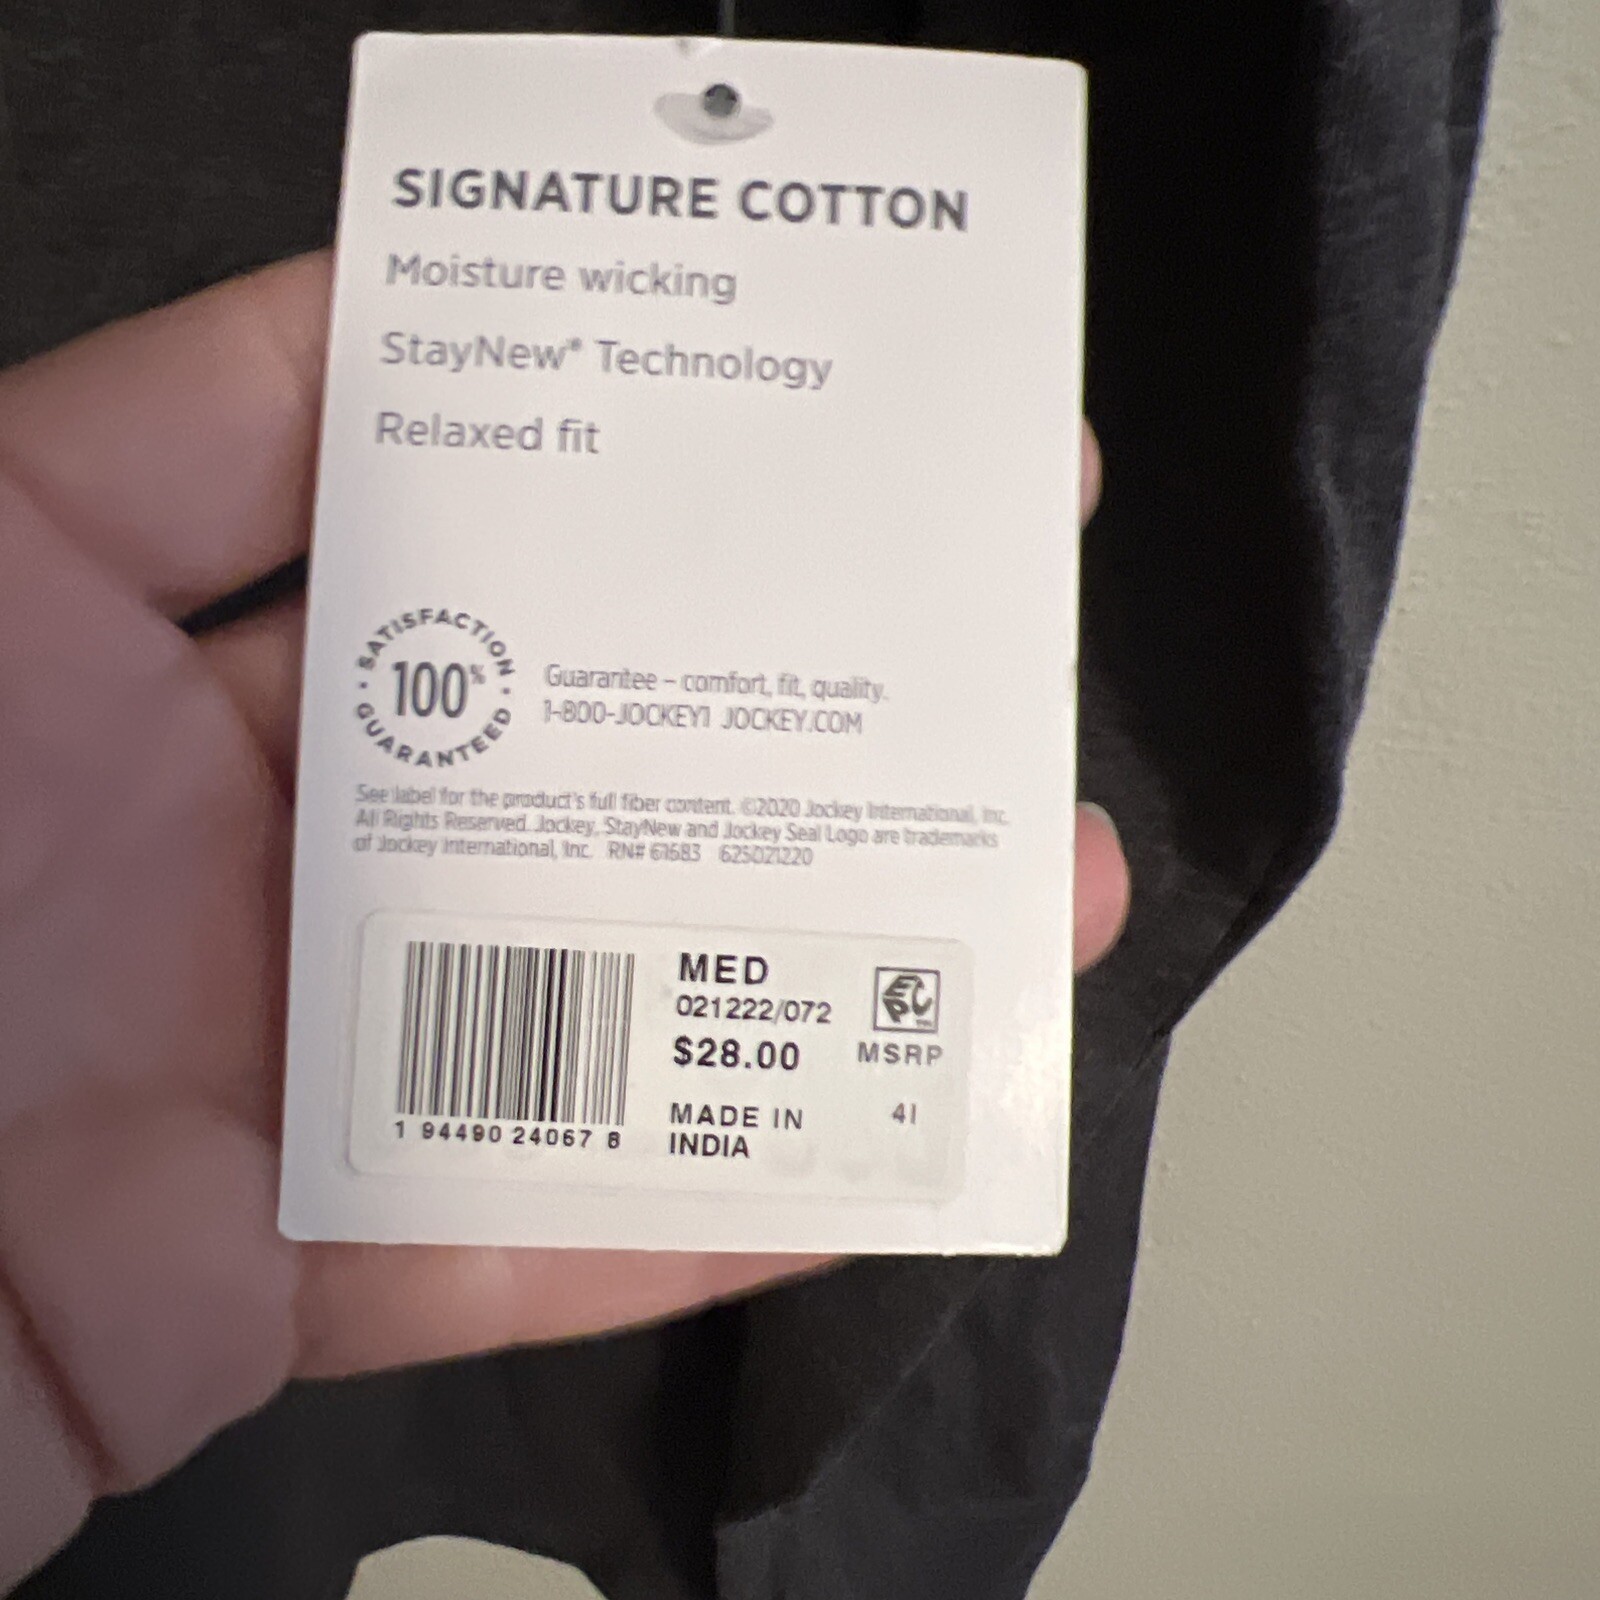 SIGNATURE COTTON
Moisture wicking
StayNew® Technology
Relaxed fit
• SATISFACTION • GUARANTEED
100%
Guarantee – comfort, fit, quality.
1-800-JOCKEY1 JOCKEY.COM
See label for the product's full fiber content. ©2020 Jockey International, Inc.
All Rights Reserved. Jockey, StayNew and Jockey Seal Logo are trademarks
of Jockey International, Inc. RN# 61683 625021220
MED
021222/072
EPC
$28.00 MSRP
MADE IN 41
INDIA
1 94490 24067 8